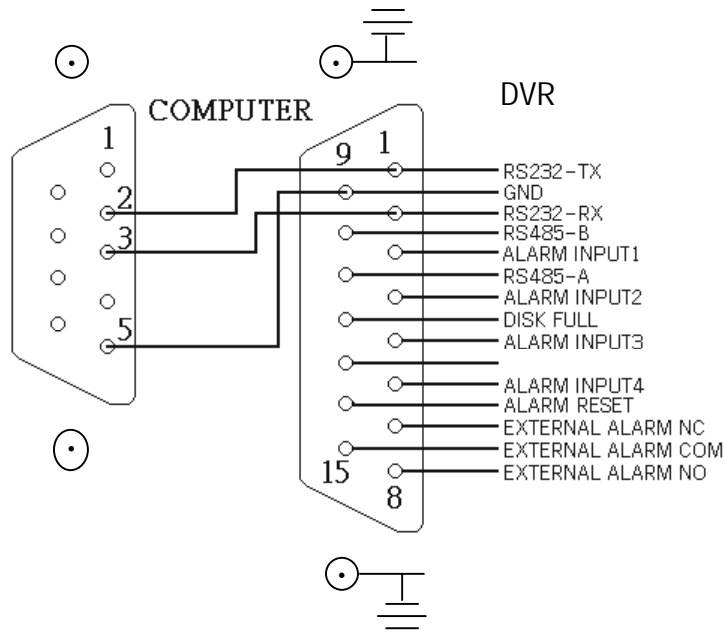 DVR
COMPUTER
1
2
3
5
9
1
15
8
RS232-TX
GND
RS232-RX
RS485-B
ALARM INPUT1
RS485-A
ALARM INPUT2
DISK FULL
ALARM INPUT3
ALARM INPUT4
ALARM RESET
EXTERNAL ALARM NC
EXTERNAL ALARM COM
EXTERNAL ALARM NO